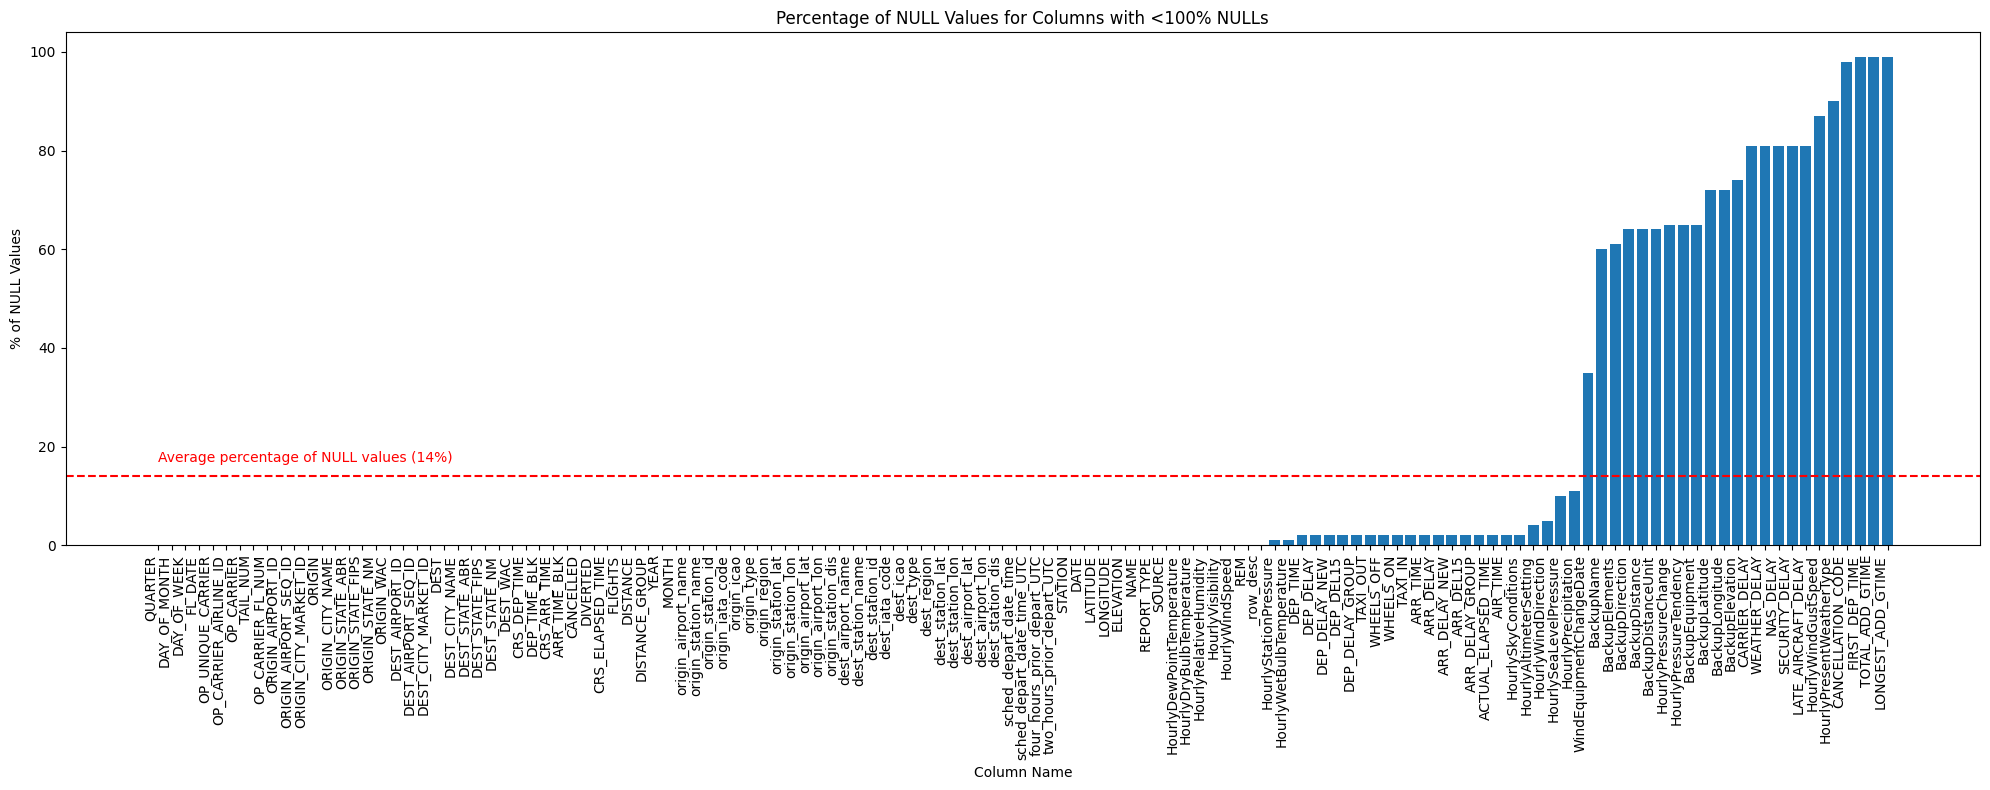 Percentage of NULL Values for Columns with <100% NULLs
% of NULL Values
100
80
60
40
20
0
Average percentage of NULL values (14%)
QUARTER
DAY_OF_MONTH
DAY_OF_WEEK
FL_DATE
OP_UNIQUE_CARRIER
OP_CARRIER_AIRLINE_ID
OP_CARRIER
TAIL_NUM
OP_CARRIER_FL_NUM
ORIGIN_AIRPORT_ID
ORIGIN_AIRPORT_SEQ_ID
ORIGIN_CITY_MARKET_ID
ORIGIN
ORIGIN_CITY_NAME
ORIGIN_STATE_ABR
ORIGIN_STATE_FIPS
ORIGIN_STATE_NM
ORIGIN_WAC
DEST_AIRPORT_ID
DEST_AIRPORT_SEQ_ID
DEST_CITY_MARKET_ID
DEST
DEST_CITY_NAME
DEST_STATE_ABR
DEST_STATE_FIPS
DEST_STATE_NM
DEST_WAC
CRS_DEP_TIME
DEP_TIME_BLK
CRS_ARR_TIME
ARR_TIME_BLK
CANCELLED
DIVERTED
CRS_ELAPSED_TIME
FLIGHTS
DISTANCE
DISTANCE_GROUP
YEAR
MONTH
origin_airport_name
origin_station_name
origin_station_id
origin_iata_code
origin_icao
origin_type
origin_region
origin_station_lat
origin_station_lon
origin_airport_lat
origin_airport_lon
origin_station_dis
dest_airport_name
dest_station_name
dest_station_id
dest_iata_code
dest_icao
dest_type
dest_region
dest_station_lat
dest_station_lon
dest_airport_lat
dest_airport_lon
dest_station_dis
sched_depart_date_time
sched_depart_date_time_UTC
four_hours_prior_depart_UTC
two_hours_prior_depart_UTC
STATION
DATE
LATITUDE
LONGITUDE
ELEVATION
NAME
REPORT_TYPE
SOURCE
HourlyDewPointTemperature
HourlyDryBulbTemperature
HourlyRelativeHumidity
HourlyVisibility
HourlyWindSpeed
REM
row_desc
HourlyStationPressure
HourlyWetBulbTemperature
DEP_TIME
DEP_DELAY
DEP_DELAY_NEW
DEP_DEL15
DEP_DELAY_GROUP
TAXI_OUT
WHEELS_OFF
WHEELS_ON
TAXI_IN
ARR_TIME
ARR_DELAY
ARR_DELAY_NEW
ARR_DEL15
ARR_DELAY_GROUP
ACTUAL_ELAPSED_TIME
AIR_TIME
HourlySkyConditions
HourlyAltimeterSetting
HourlyWindDirection
HourlySeaLevelPressure
HourlyPrecipitation
WindEquipmentChangeDate
BackupName
BackupElements
BackupDirection
BackupDistance
BackupDistanceUnit
HourlyPressureChange
HourlyPressureTendency
BackupEquipment
BackupLatitude
BackupLongitude
BackupElevation
CARRIER_DELAY
WEATHER_DELAY
NAS_DELAY
SECURITY_DELAY
LATE_AIRCRAFT_DELAY
HourlyWindGustSpeed
HourlyPresentWeatherType
CANCELLATION_CODE
FIRST_DEP_TIME
TOTAL_ADD_GTIME
LONGEST_ADD_GTIME
Column Name